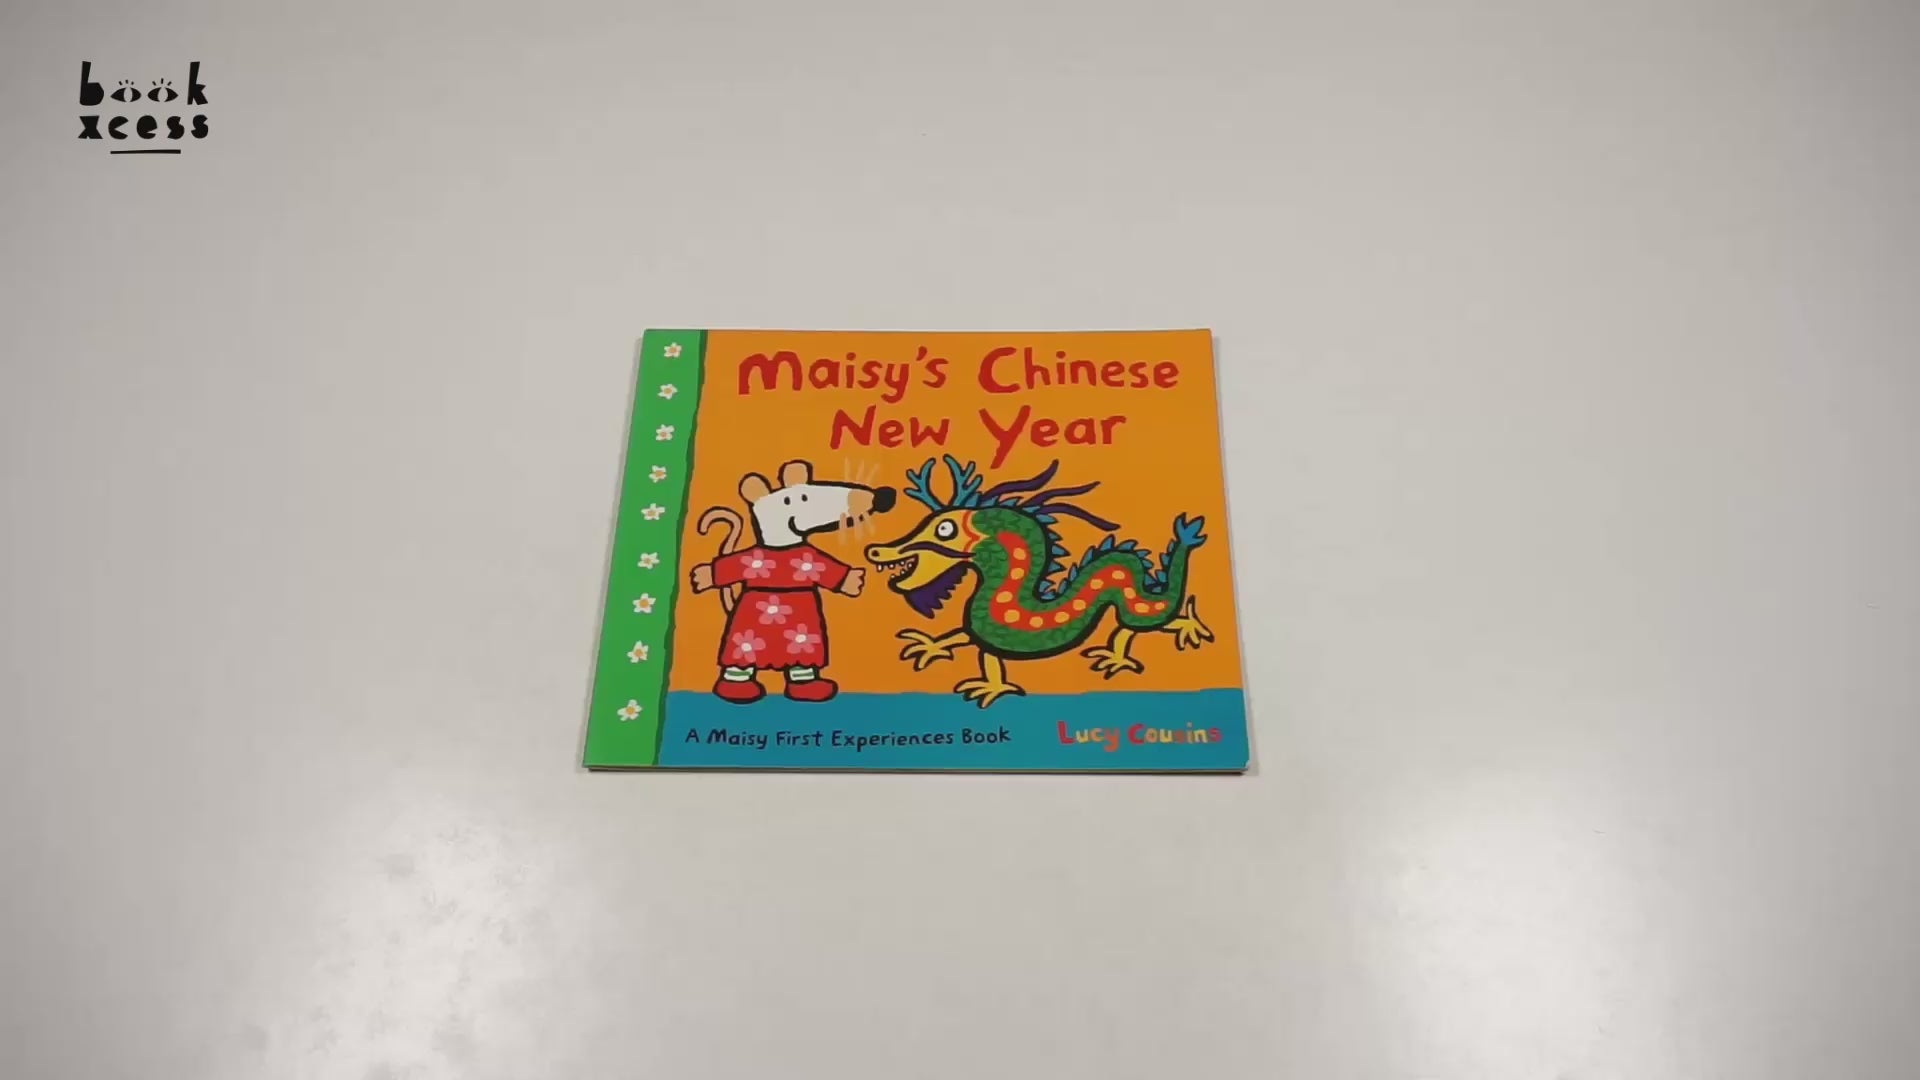 book
xcess
Maisy's Chinese
New Year
A Maisy First Experiences Book
Lucy Cousins